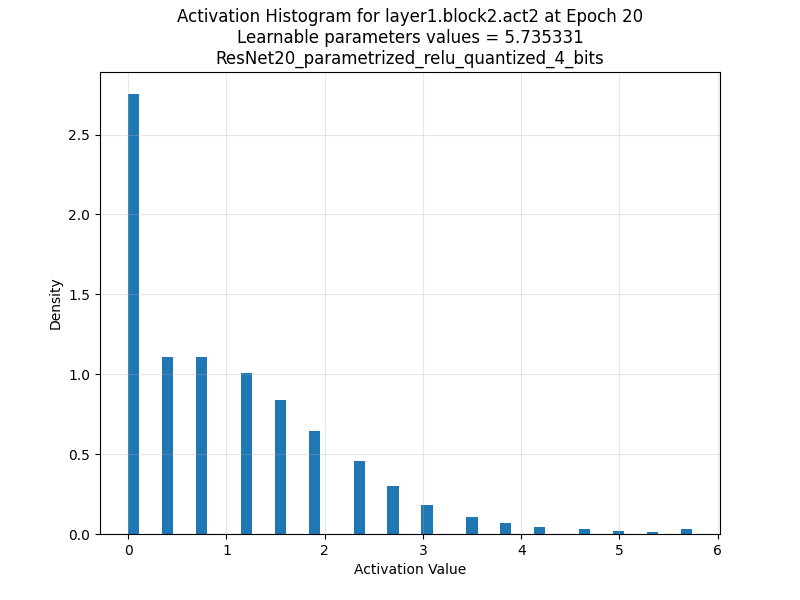 Activation Histogram for layer1.block2.act2 at Epoch 20
Learnable parameters values = 5.735331
ResNet20_parametrized_relu_quantized_4_bits
2.5
2.0
1.5
1.0
0.5
0.0
Density
0 1 2 3 4 5 6
Activation Value